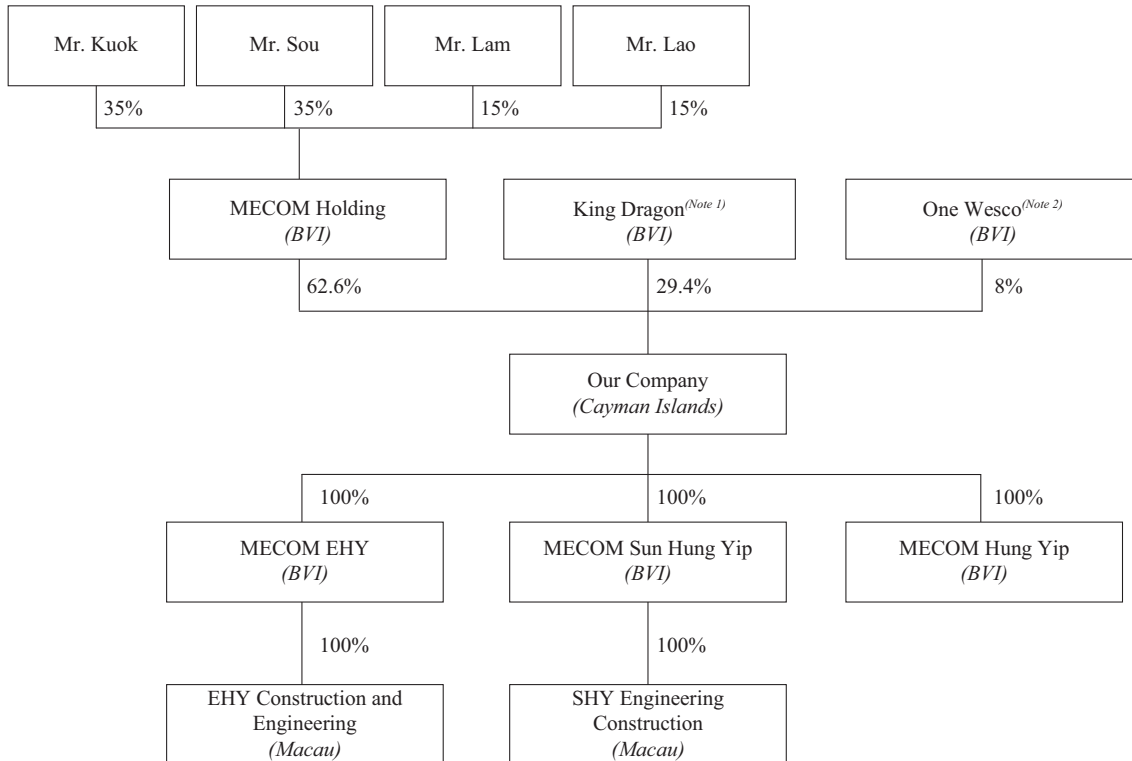 Mr. Kuok
Mr. Sou
Mr. Lam
Mr. Lao
35%
35%
15%
15%
MECOM Holding
(BVI)
King Dragon(Note 1)
(BVI)
One Wesco(Note 2)
(BVI)
62.6%
29.4%
8%
Our Company
(Cayman Islands)
100%
100%
100%
MECOM EHY
(BVI)
MECOM Sun Hung Yip
(BVI)
MECOM Hung Yip
(BVI)
100%
100%
EHY Construction and
Engineering
(Macau)
SHY Engineering
Construction
(Macau)